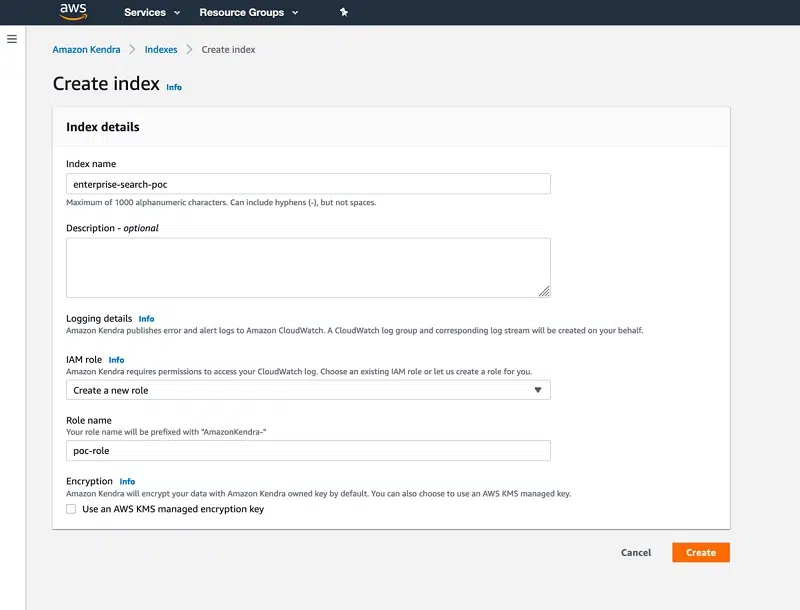 aws Services Resource Groups
Amazon Kendra > Indexes > Create index
Create index Info
Index details
Index name
enterprise-search-poc
Maximum of 1000 alphanumeric characters. Can include hyphens (-), but not spaces.
Description - optional
Logging details Info
Amazon Kendra publishes error and alert logs to Amazon CloudWatch. A CloudWatch log group and corresponding log stream will be created on your behalf.
IAM role Info
Amazon Kendra requires permissions to access your CloudWatch log. Choose an existing IAM role or let us create a role for you.
Create a new role
Role name
Your role name will be prefixed with "AmazonKendra-"
poc-role
Encryption Info
Amazon Kendra will encrypt your data with Amazon Kendra owned key by default. You can also choose to use an AWS KMS managed key.
Use an AWS KMS managed encryption key
Cancel Create